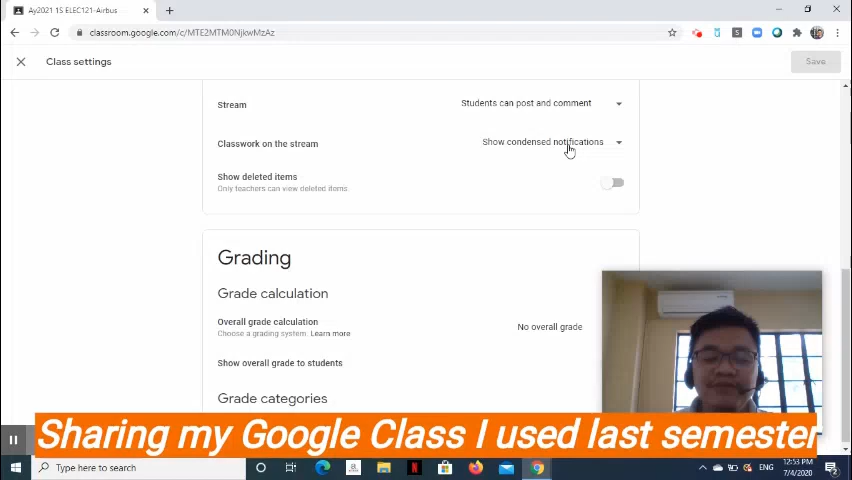 Ay2021 1S ELEC121-Airbus
classroom.google.com/c/MTE2MTM0NjkwMzAz
Class settings
Save
Stream
Students can post and comment
Classwork on the stream
Show condensed notifications
Show deleted items
Only teachers can view deleted items.
Grading
Grade calculation
Overall grade calculation
Choose a grading system. Learn more
No overall grade
Show overall grade to students
Grade categories
Sharing my Google Class I used last semester
Type here to search
ENG
12:53 PM
7/4/2020